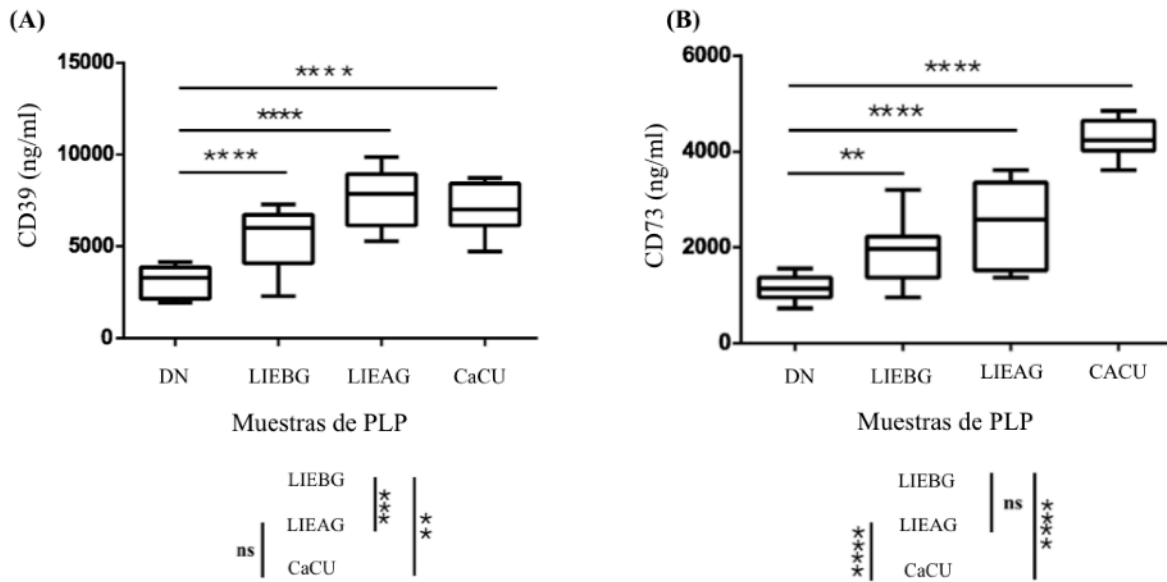 (A)
CD39 (ng/ml)
15000
10000
5000
0
****
****
****
DN LIEBG LIEAG CaCU
Muestras de PLP
LIEBG
LIEAG
CaCU
***
**
ns
(B)
CD73 (ng/ml)
6000
4000
2000
0
****
****
**
DN LIEBG LIEAG CACU
Muestras de PLP
LIEBG
LIEAG
CaCU
ns
****
****